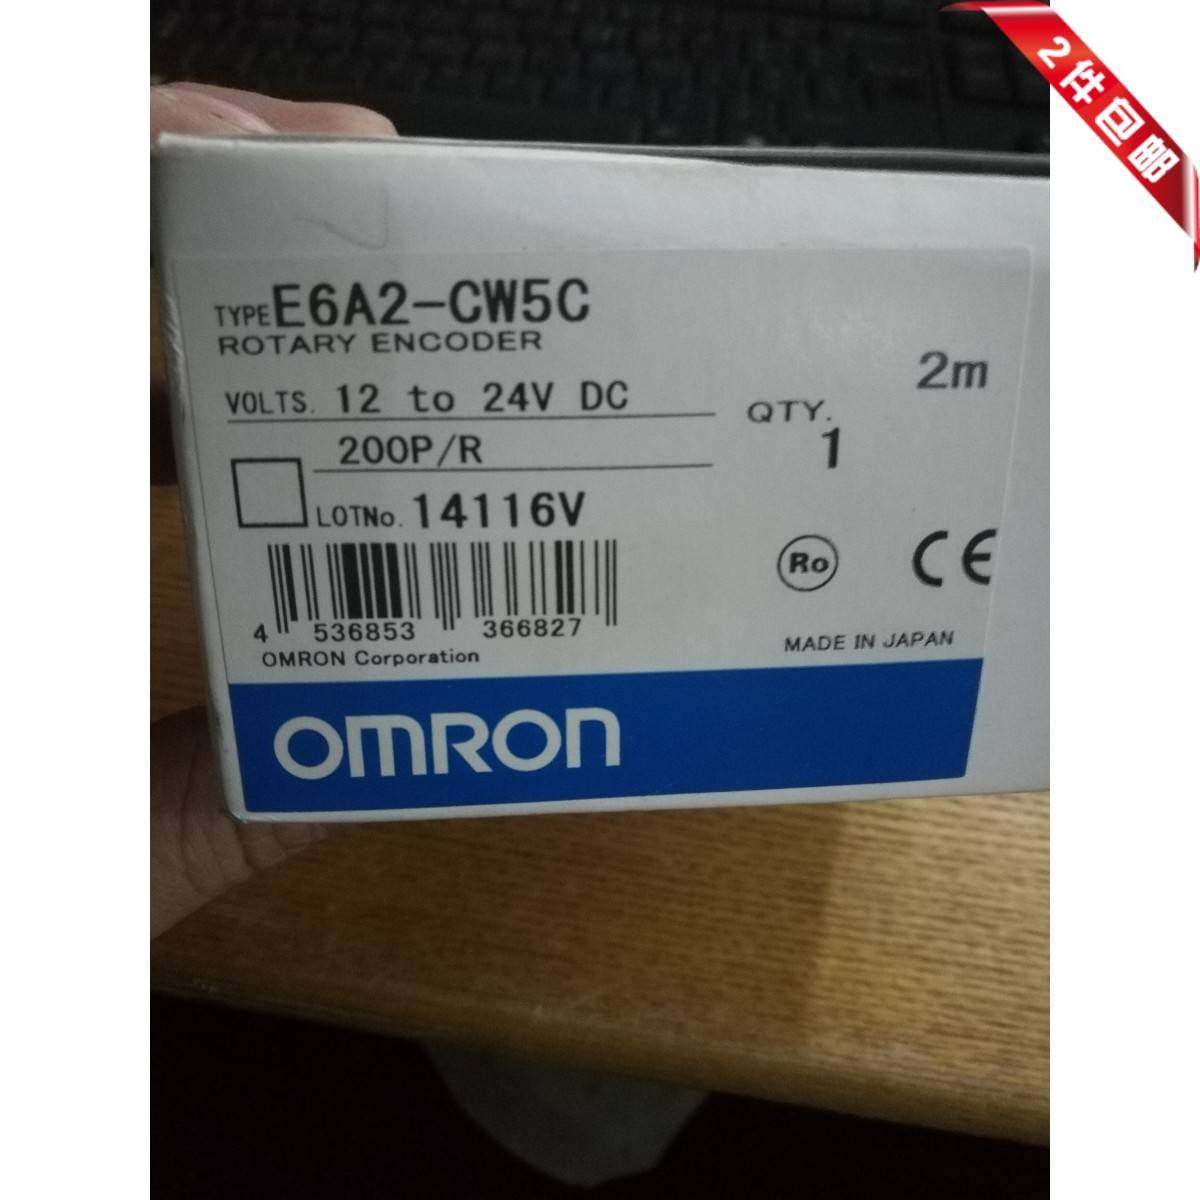 2件包邮
TYPE E6A2-CW5C
ROTARY ENCODER
2m
VOLTS. 12 to 24V DC
QTY.
200P/R
1
LOTNo. 14116V
Ro
CE
4 536853 366827
MADE IN JAPAN
OMRON Corporation
OMRON